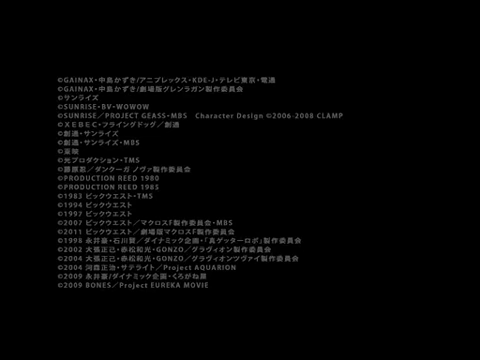 ©GAINAX・中島かずき/アニプレックス・KDE-J・テレビ東京・電通
©GAINAX・中島かずき/劇場版グレンラガン製作委員会
©サンライズ
©SUNRISE・BV・WOWOW
©SUNRISE／PROJECT GEASS・MBS Character Design ©2006-2008 CLAMP
©XEBEC・フライングドッグ／創通
©創通・サンライズ
©創通・サンライズ・MBS
©東映
©光プロダクション・TMS
©藤原忍／ダンクーガ ノヴァ製作委員会
©PRODUCTION REED 1980
©PRODUCTION REED 1985
©1983 ビックウエスト・TMS
©1994 ビックウエスト
©1997 ビックウエスト
©2007 ビックウエスト／マクロスF製作委員会・MBS
©2011 ビックウエスト／劇場版マクロスF製作委員会
©1998 永井豪・石川賢／ダイナミック企画・「真ゲッターロボ」製作委員会
©2002 大張正己・赤松和光・GONZO／グラヴィオン製作委員会
©2004 大張正己・赤松和光・GONZO／グラヴィオンツヴァイ製作委員会
©2004 河森正治・サテライト／Project AQUARION
©2009 永井豪/ダイナミック企画・くろがね屋
©2009 BONES／Project EUREKA MOVIE